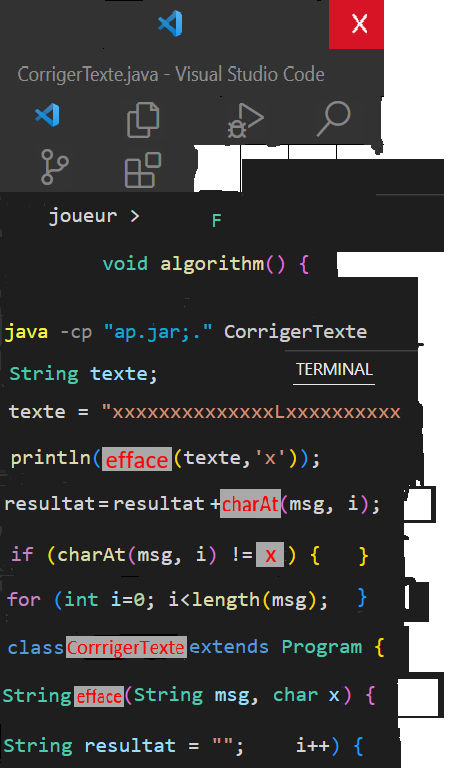 X
CorrigerTexte.java - Visual Studio Code
joueur > F
void algorithm() {
java -cp "ap.jar;." CorrigerTexte
String texte;
TERMINAL
texte = "xxxxxxxxxxxxxxLxxxxxxxxxx
println(efface(texte,'x'));
resultat=resultat+charAt(msg, i);
if (charAt(msg, i) != x ) { }
for (int i=0; i<length(msg); }
class CorrrigerTexte extends Program {
String efface(String msg, char x) {
String resultat = ""; i++) {